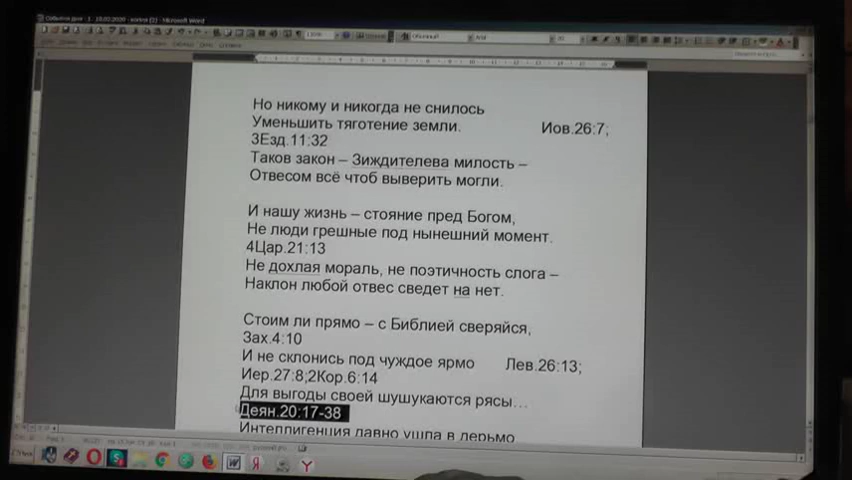 Но никому и никогда не снилось
Уменьшить тяготение земли. Иов.26:7;
3Езд.11:32
Таков закон – Зиждителева милость –
Отвесом всё чтоб выверить могли.
И нашу жизнь – стояние пред Богом,
Не люди грешные под нынешний момент.
4Цар.21:13
Не дохлая мораль, не поэтичность слога –
Наклон любой отвес сведет на нет.
Стоим ли прямо – с Библией сверяйся,
Зах.4:10
И не склонись под чуждое ярмо Лев.26:13;
Иер.27:8;2Кор.6:14
Для выгоды своей шушукаются рясы…
Деян.20:17-38
Интеллигенция давно ушла в дерьмо